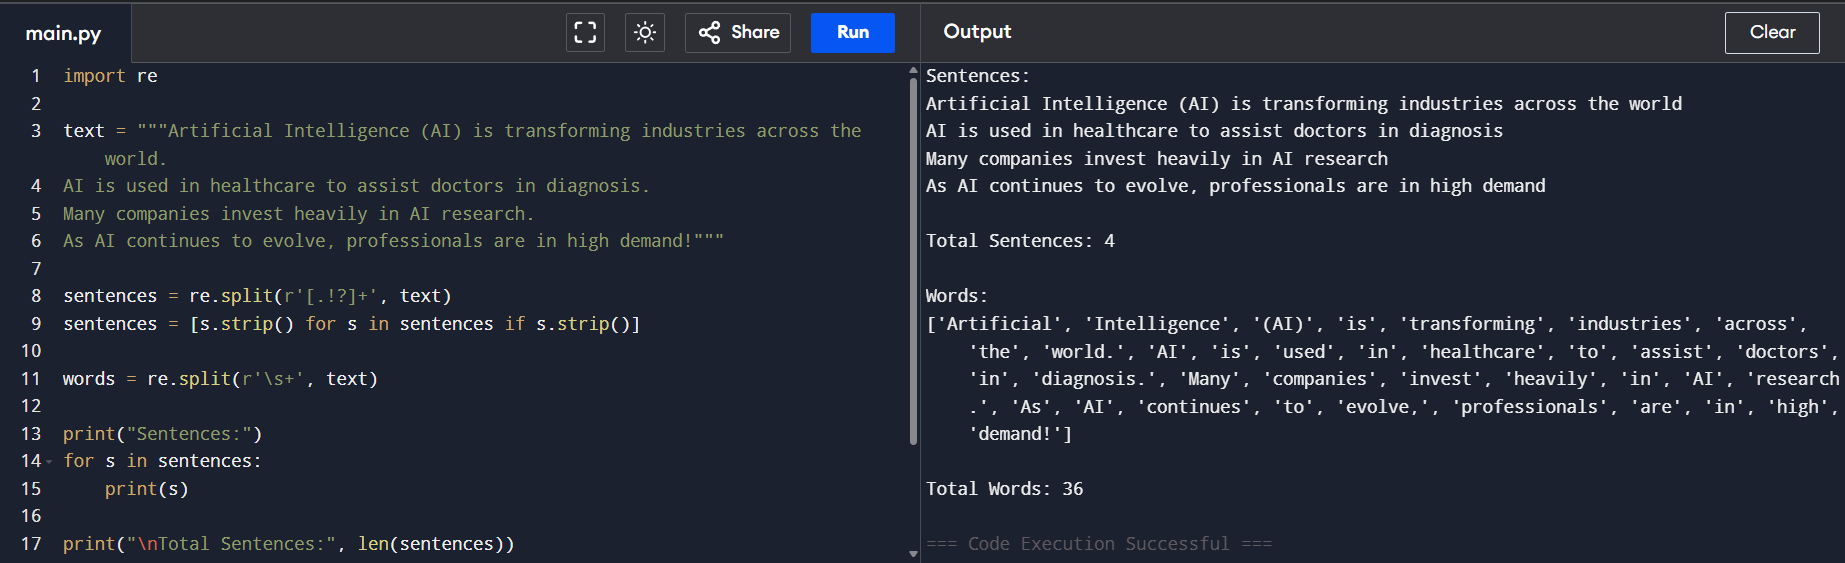 main.py
Share
Run
Output
Clear
1 import re
2
3 text = """Artificial Intelligence (AI) is transforming industries across the
world.
4 AI is used in healthcare to assist doctors in diagnosis.
5 Many companies invest heavily in AI research.
6 As AI continues to evolve, professionals are in high demand!"""
7
8 sentences = re.split(r'[.!?]+', text)
9 sentences = [s.strip() for s in sentences if s.strip()]
10
11 words = re.split(r'\s+', text)
12
13 print("Sentences:")
14 for s in sentences:
15     print(s)
16
17 print("\nTotal Sentences:", len(sentences))
Sentences:
Artificial Intelligence (AI) is transforming industries across the world
AI is used in healthcare to assist doctors in diagnosis
Many companies invest heavily in AI research
As AI continues to evolve, professionals are in high demand
Total Sentences: 4
Words:
['Artificial', 'Intelligence', '(AI)', 'is', 'transforming', 'industries', 'across',
'the', 'world.', 'AI', 'is', 'used', 'in', 'healthcare', 'to', 'assist', 'doctors',
'in', 'diagnosis.', 'Many', 'companies', 'invest', 'heavily', 'in', 'AI', 'research
.', 'As', 'AI', 'continues', 'to', 'evolve,', 'professionals', 'are', 'in', 'high',
'demand!']
Total Words: 36
=== Code Execution Successful ===